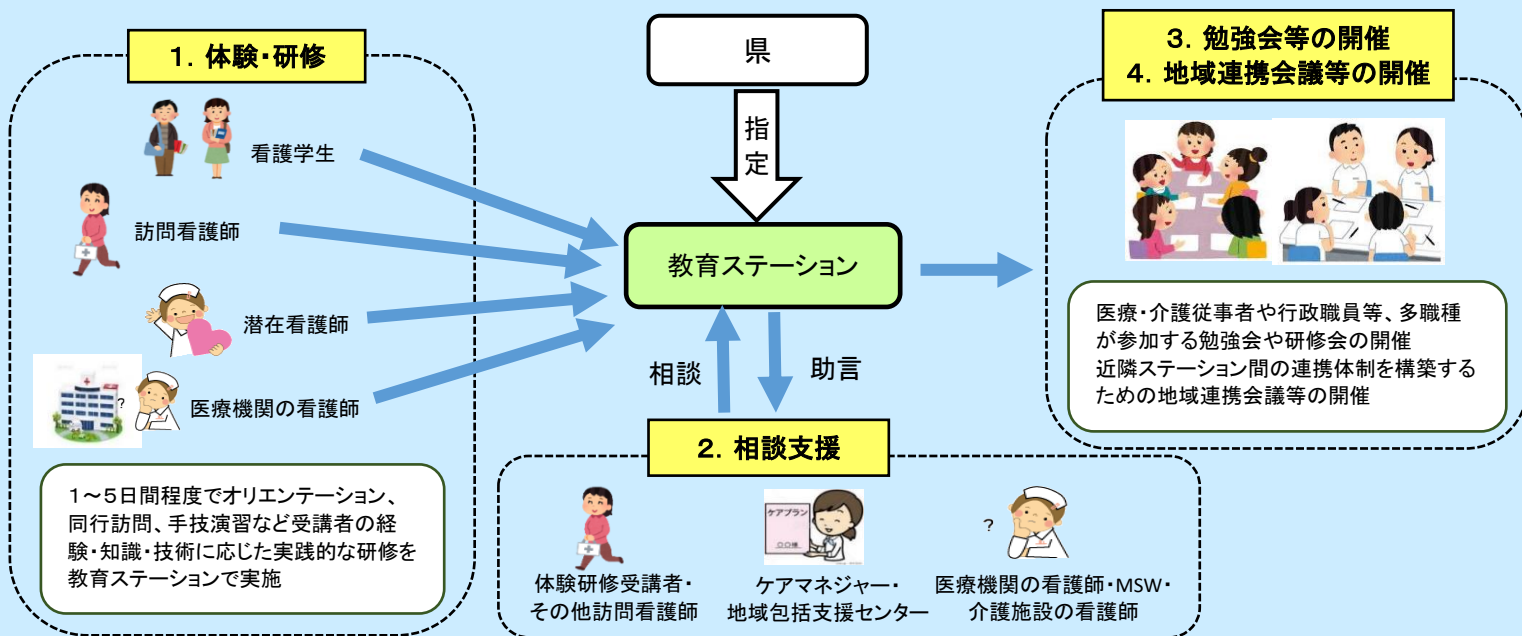 1. 体験・研修
看護学生
訪問看護師
潜在看護師
?
医療機関の看護師
1～5日間程度でオリエンテーション、
同行訪問、手技演習など受講者の経
験・知識・技術に応じた実践的な研修を
教育ステーションで実施
県
指定
教育ステーション
相談
助言
2. 相談支援
ケアプラン
〇〇様
?
体験研修受講者・
その他訪問看護師
ケアマネジャー・
地域包括支援センター
医療機関の看護師・MSW・
介護施設の看護師
3. 勉強会等の開催
4. 地域連携会議等の開催
医療・介護従事者や行政職員等、多職種
が参加する勉強会や研修会の開催
近隣ステーション間の連携体制を構築する
ための地域連携会議等の開催